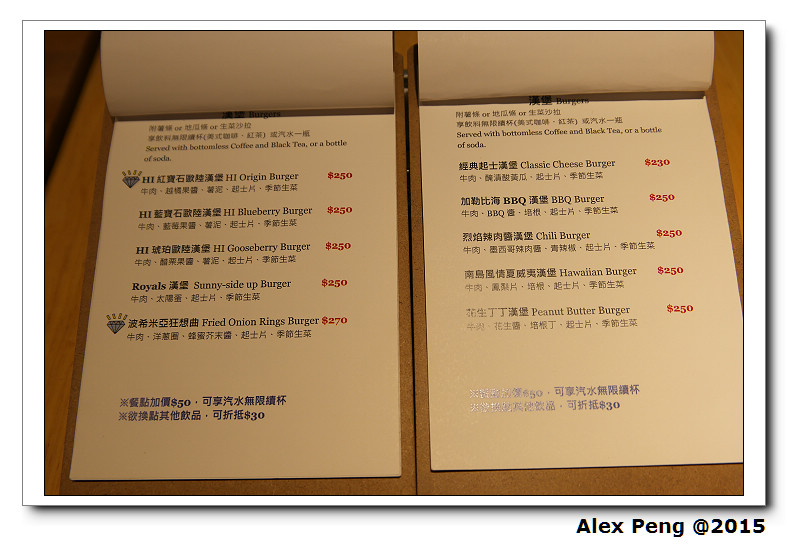 漢堡 Burgers
附薯條 or 地瓜條 or 生菜沙拉
享飲料無限續杯(美式咖啡、紅茶) 或汽水一瓶
Served with bottomless Coffee and Black Tea, or a bottle
of soda.
HI 紅寶石歐陸漢堡 HI Origin Burger $250
牛肉、越橘果醬、薯泥、起士片、季節生菜
HI 藍寶石歐陸漢堡 HI Blueberry Burger $250
牛肉、藍莓果醬、薯泥、起士片、季節生菜
HI 琥珀歐陸漢堡 HI Gooseberry Burger $250
牛肉、醋栗果醬、薯泥、起士片、季節生菜
Royals 漢堡 Sunny-side up Burger $250
牛肉、太陽蛋、起士片、季節生菜
波希米亞狂想曲 Fried Onion Rings Burger $270
牛肉、洋蔥圈、蜂蜜芥末醬、起士片、季節生菜
※餐點加價$50，可享汽水無限續杯
※欲換點其他飲品，可折抵$30
漢堡 Burgers
附薯條 or 地瓜條 or 生菜沙拉
享飲料無限續杯(美式咖啡、紅茶) 或汽水一瓶
Served with bottomless Coffee and Black Tea, or a bottle
of soda.
經典起士漢堡 Classic Cheese Burger $230
牛肉、醃漬酸黃瓜、起士片、季節生菜
加勒比海 BBQ 漢堡 BBQ Burger $250
牛肉、BBQ 醬、培根、起士片、季節生菜
烈焰辣肉醬漢堡 Chili Burger $250
牛肉、墨西哥辣肉醬、青辣椒、起士片、季節生菜
南島風情夏威夷漢堡 Hawaiian Burger $250
牛肉、鳳梨片、培根、起士片、季節生菜
花生丁丁漢堡 Peanut Butter Burger $250
牛肉、花生醬、培根丁、起士片、季節生菜
※餐點加價$50，可享汽水無限續杯
※欲換點其他飲品，可折抵$30
Alex Peng @2015